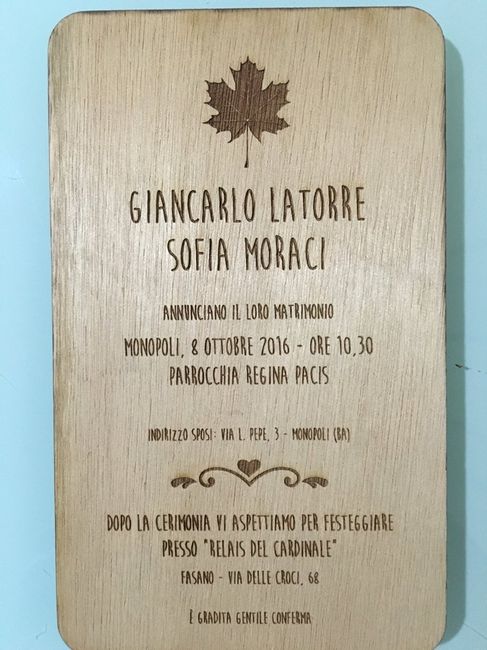 GIANCARLO LATORRE
SOFIA MORACI
ANNUNCIANO IL LORO MATRIMONIO
MONOPOLI, 8 OTTOBRE 2016 - ORE 10,30
PARROCCHIA REGINA PACIS
INDIRIZZO SPOSI: VIA L. PEPE, 3 - MONOPOLI (BA)
DOPO LA CERIMONIA VI ASPETTIAMO PER FESTEGGIARE
PRESSO "RELAIS DEL CARDINALE"
FASANO - VIA DELLE CROCI, 68
È GRADITA GENTILE CONFERMA